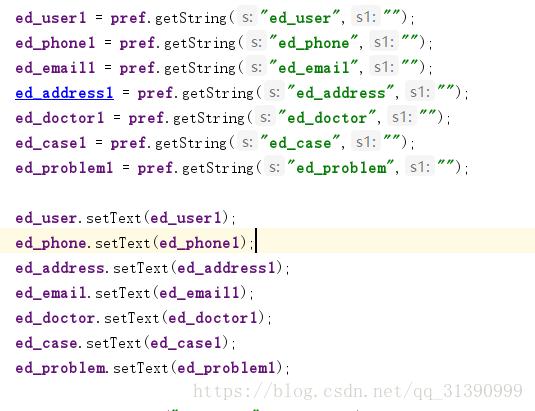 ed_user1 = pref.getString( s: "ed_user", s1: "");
ed_phone1 = pref.getString( s: "ed_phone", s1: "");
ed_email1 = pref.getString( s: "ed_email", s1: "");
ed_address1 = pref.getString( s: "ed_address", s1: "");
ed_doctor1 = pref.getString( s: "ed_doctor", s1: "");
ed_case1 = pref.getString( s: "ed_case", s1: "");
ed_problem1 = pref.getString( s: "ed_problem", s1: "");
ed_user.setText(ed_user1);
ed_phone.setText(ed_phone1);
ed_address.setText(ed_address1);
ed_email.setText(ed_email1);
ed_doctor.setText(ed_doctor1);
ed_case.setText(ed_case1);
ed_problem.setText(ed_problem1);
https://blog.csdn.net/qq_31390999